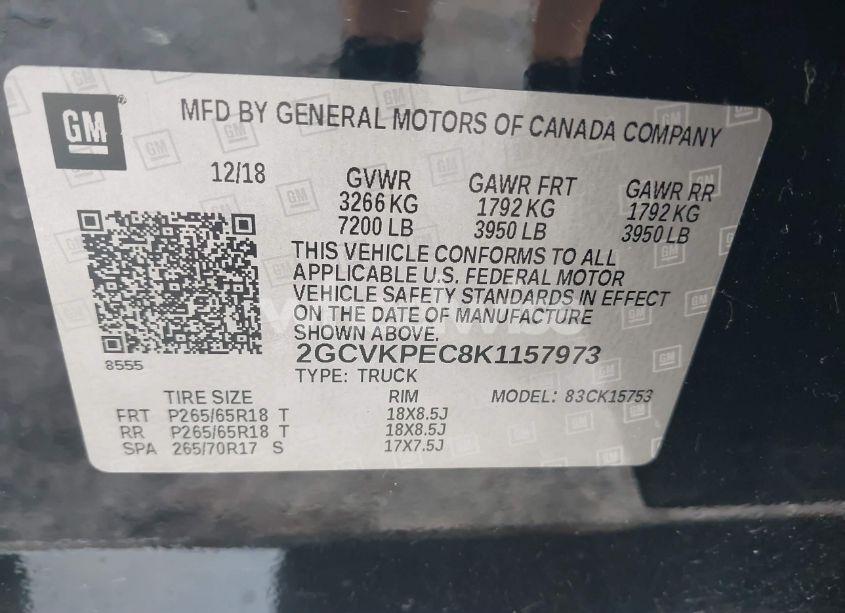 GM
MFD BY GENERAL MOTORS OF CANADA COMPANY
12/18
GVWR GAWR FRT GAWR RR
3266 KG 1792 KG 1792 KG
7200 LB 3950 LB 3950 LB
THIS VEHICLE CONFORMS TO ALL
APPLICABLE U.S. FEDERAL MOTOR
VEHICLE SAFETY STANDARDS IN EFFECT
ON THE DATE OF MANUFACTURE
SHOWN ABOVE.
8555
2GCVKPEC8K1157973
TYPE: TRUCK
TIRE SIZE RIM MODEL: 83CK15753
FRT P265/65R18 T 18X8.5J
RR P265/65R18 T 18X8.5J
SPA 265/70R17 S 17X7.5J